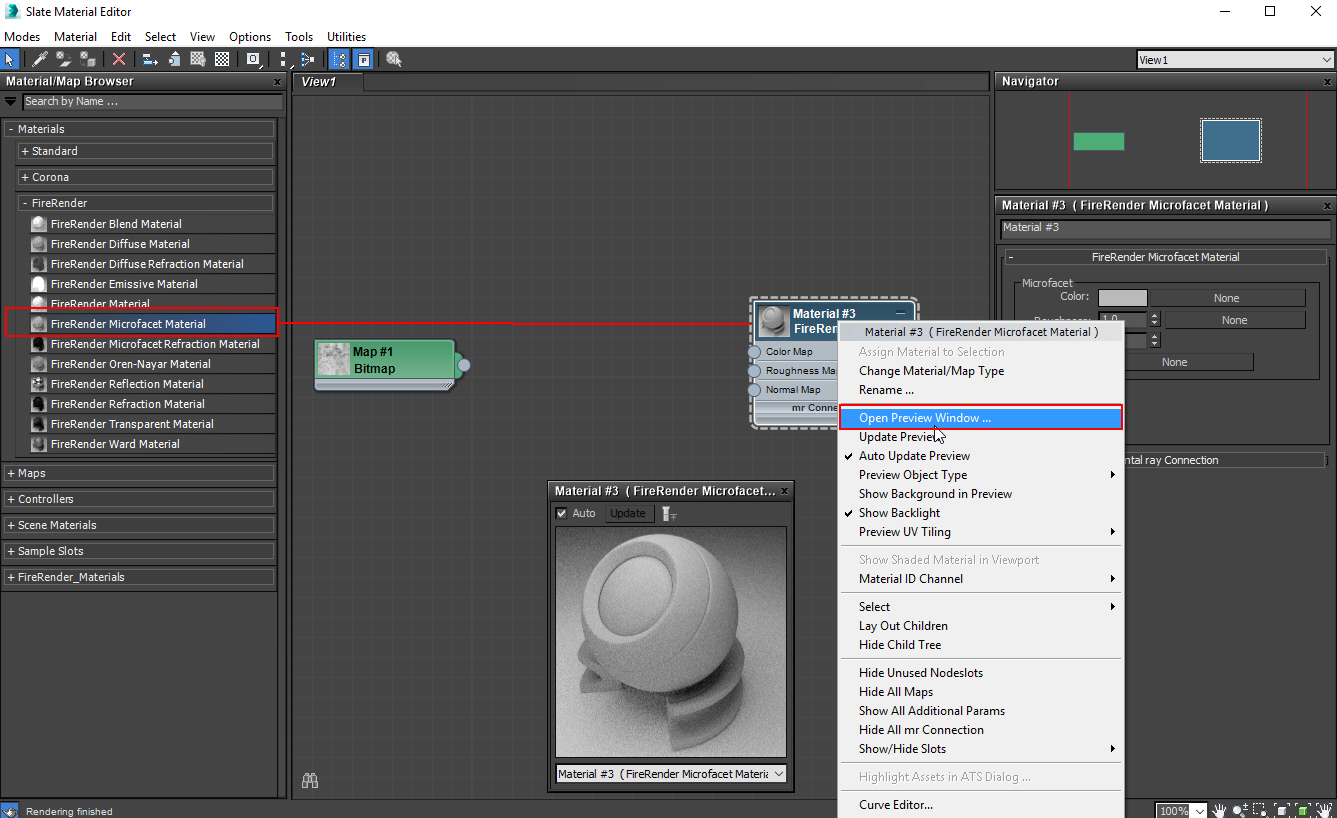 Slate Material Editor
Modes Material Edit Select View Options Tools Utilities
View1
Material/Map Browser
Search by Name ...
- Materials
+ Standard
+ Corona
- FireRender
FireRender Blend Material
FireRender Diffuse Material
FireRender Diffuse Refraction Material
FireRender Emissive Material
FireRender Material
FireRender Microfacet Material
FireRender Microfacet Refraction Material
FireRender Oren-Nayar Material
FireRender Reflection Material
FireRender Refraction Material
FireRender Transparent Material
FireRender Ward Material
+ Maps
+ Controllers
+ Scene Materials
+ Sample Slots
+ FireRender_Materials
View1
Map #1
Bitmap
Material #3
FireRen
Color Map
Roughness Map
Normal Map
mr Conne
Material #3 ( FireRender Microfacet...
Auto Update
Material #3 ( FireRender Microfacet Materia
Navigator
Material #3 ( FireRender Microfacet Material )
Material #3
- FireRender Microfacet Material
Microfacet
Color: None
Roughness: 1.0 None
None
ntal ray Connection
Material #3 ( FireRender Microfacet Material )
Assign Material to Selection
Change Material/Map Type
Rename ...
Open Preview Window ...
Update Preview
Auto Update Preview
Preview Object Type
Show Background in Preview
Show Backlight
Preview UV Tiling
Show Shaded Material in Viewport
Material ID Channel
Select
Lay Out Children
Hide Child Tree
Hide Unused Nodeslots
Hide All Maps
Show All Additional Params
Hide All mr Connection
Show/Hide Slots
Highlight Assets in ATS Dialog ...
Curve Editor...
Rendering finished
100%